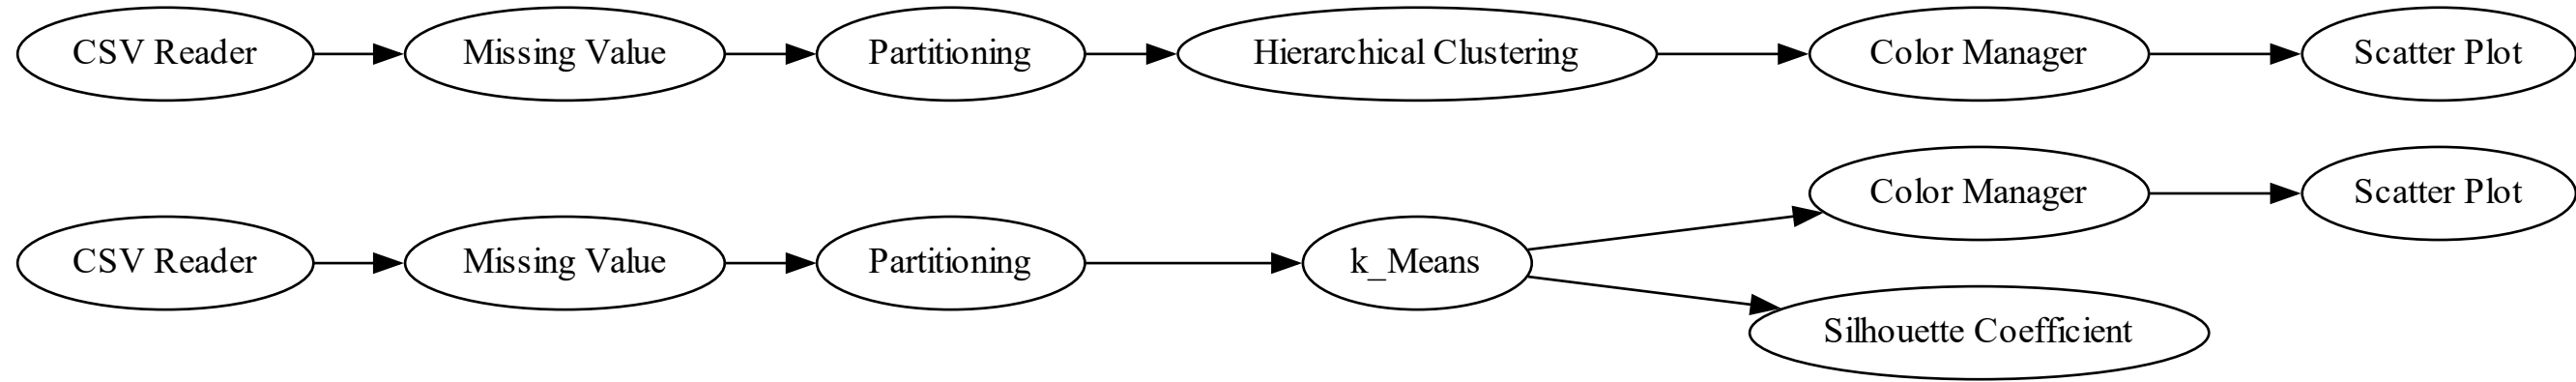 CSV Reader
Missing Value
Partitioning
Hierarchical Clustering
Color Manager
Scatter Plot
CSV Reader
Missing Value
Partitioning
k_Means
Color Manager
Scatter Plot
Silhouette Coefficient